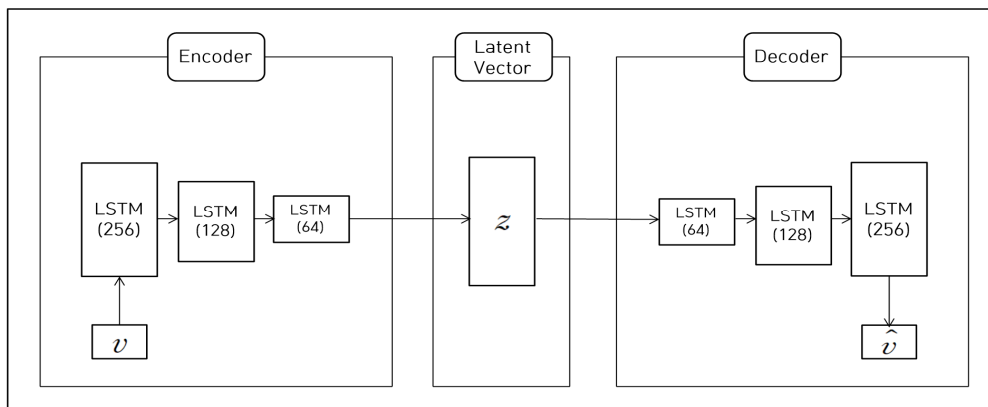 Encoder
Latent
Vector
Decoder
LSTM
(256)
LSTM
(128)
LSTM
(64)
z
LSTM
(64)
LSTM
(128)
LSTM
(256)
v
v̂